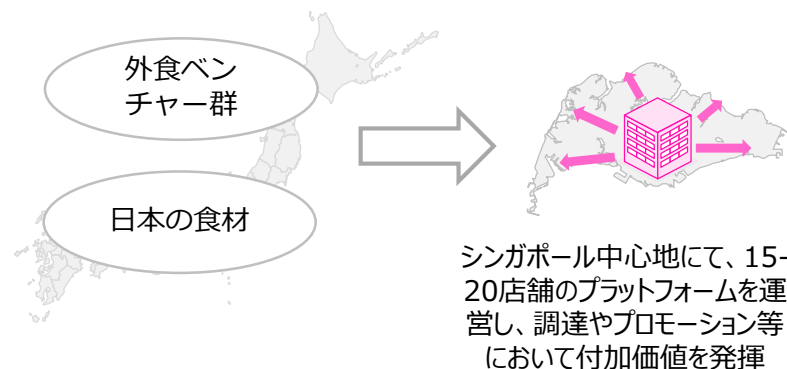 外食ベン
チャー群
日本の食材
シンガポール中心地にて、15-
20店舗のプラットフォームを運
営し、調達やプロモーション等
において付加価値を発揮